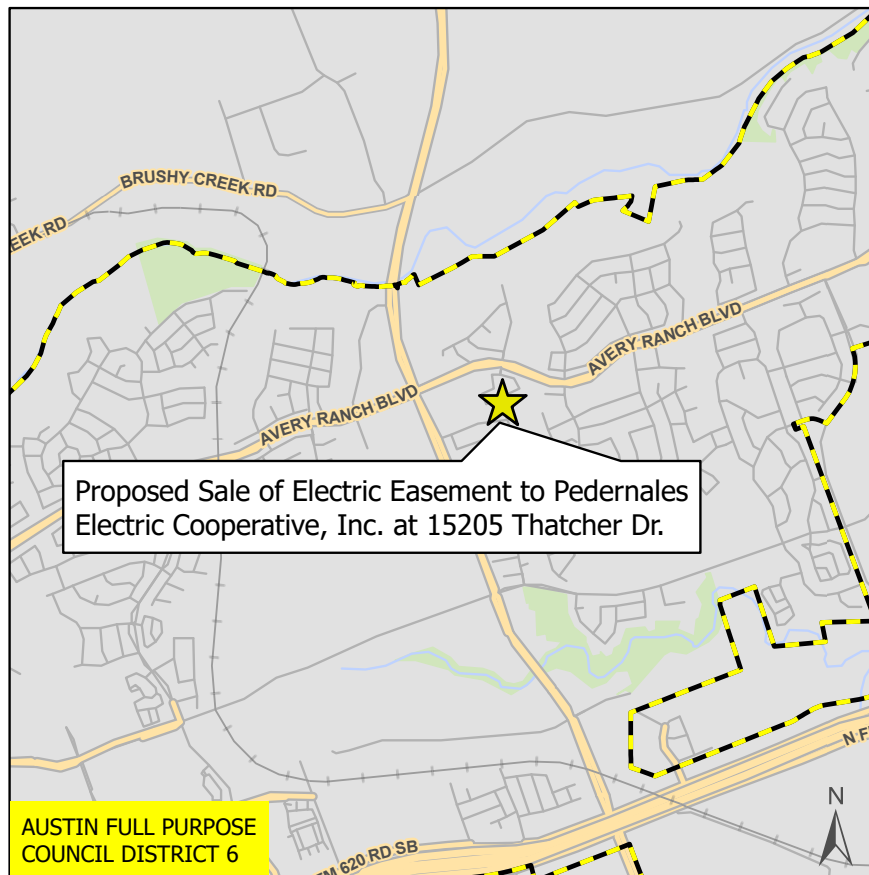 BRUSHY CREEK RD
EEK RD
AVERY RANCH BLVD
AVERY RANCH BLVD
Proposed Sale of Electric Easement to Pedernales
Electric Cooperative, Inc. at 15205 Thatcher Dr.
N F
N
AUSTIN FULL PURPOSE
COUNCIL DISTRICT 6
FM 620 RD SB